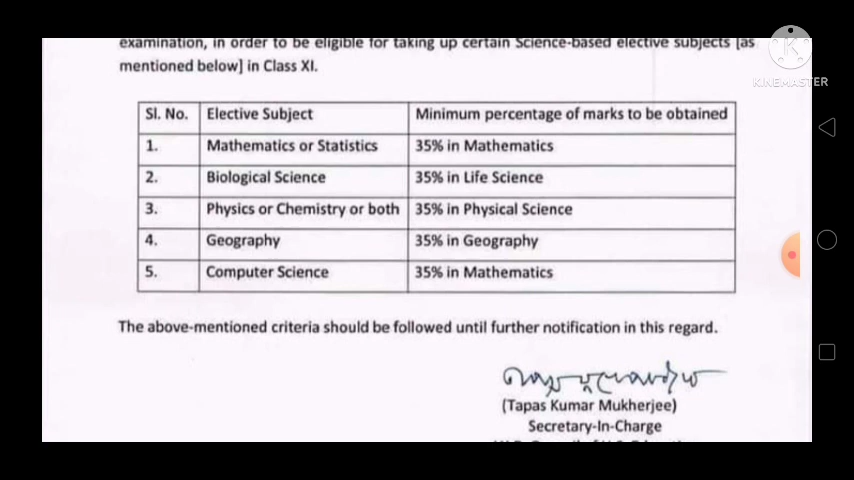 examination, in order to be eligible for taking up certain Science-based elective subjects [as
mentioned below] in Class XI.
Sl. No. Elective Subject Minimum percentage of marks to be obtained
1. Mathematics or Statistics 35% in Mathematics
2. Biological Science 35% in Life Science
3. Physics or Chemistry or both 35% in Physical Science
4. Geography 35% in Geography
5. Computer Science 35% in Mathematics
The above-mentioned criteria should be followed until further notification in this regard.
(Tapas Kumar Mukherjee)
Secretary-In-Charge
K
KINEMASTER